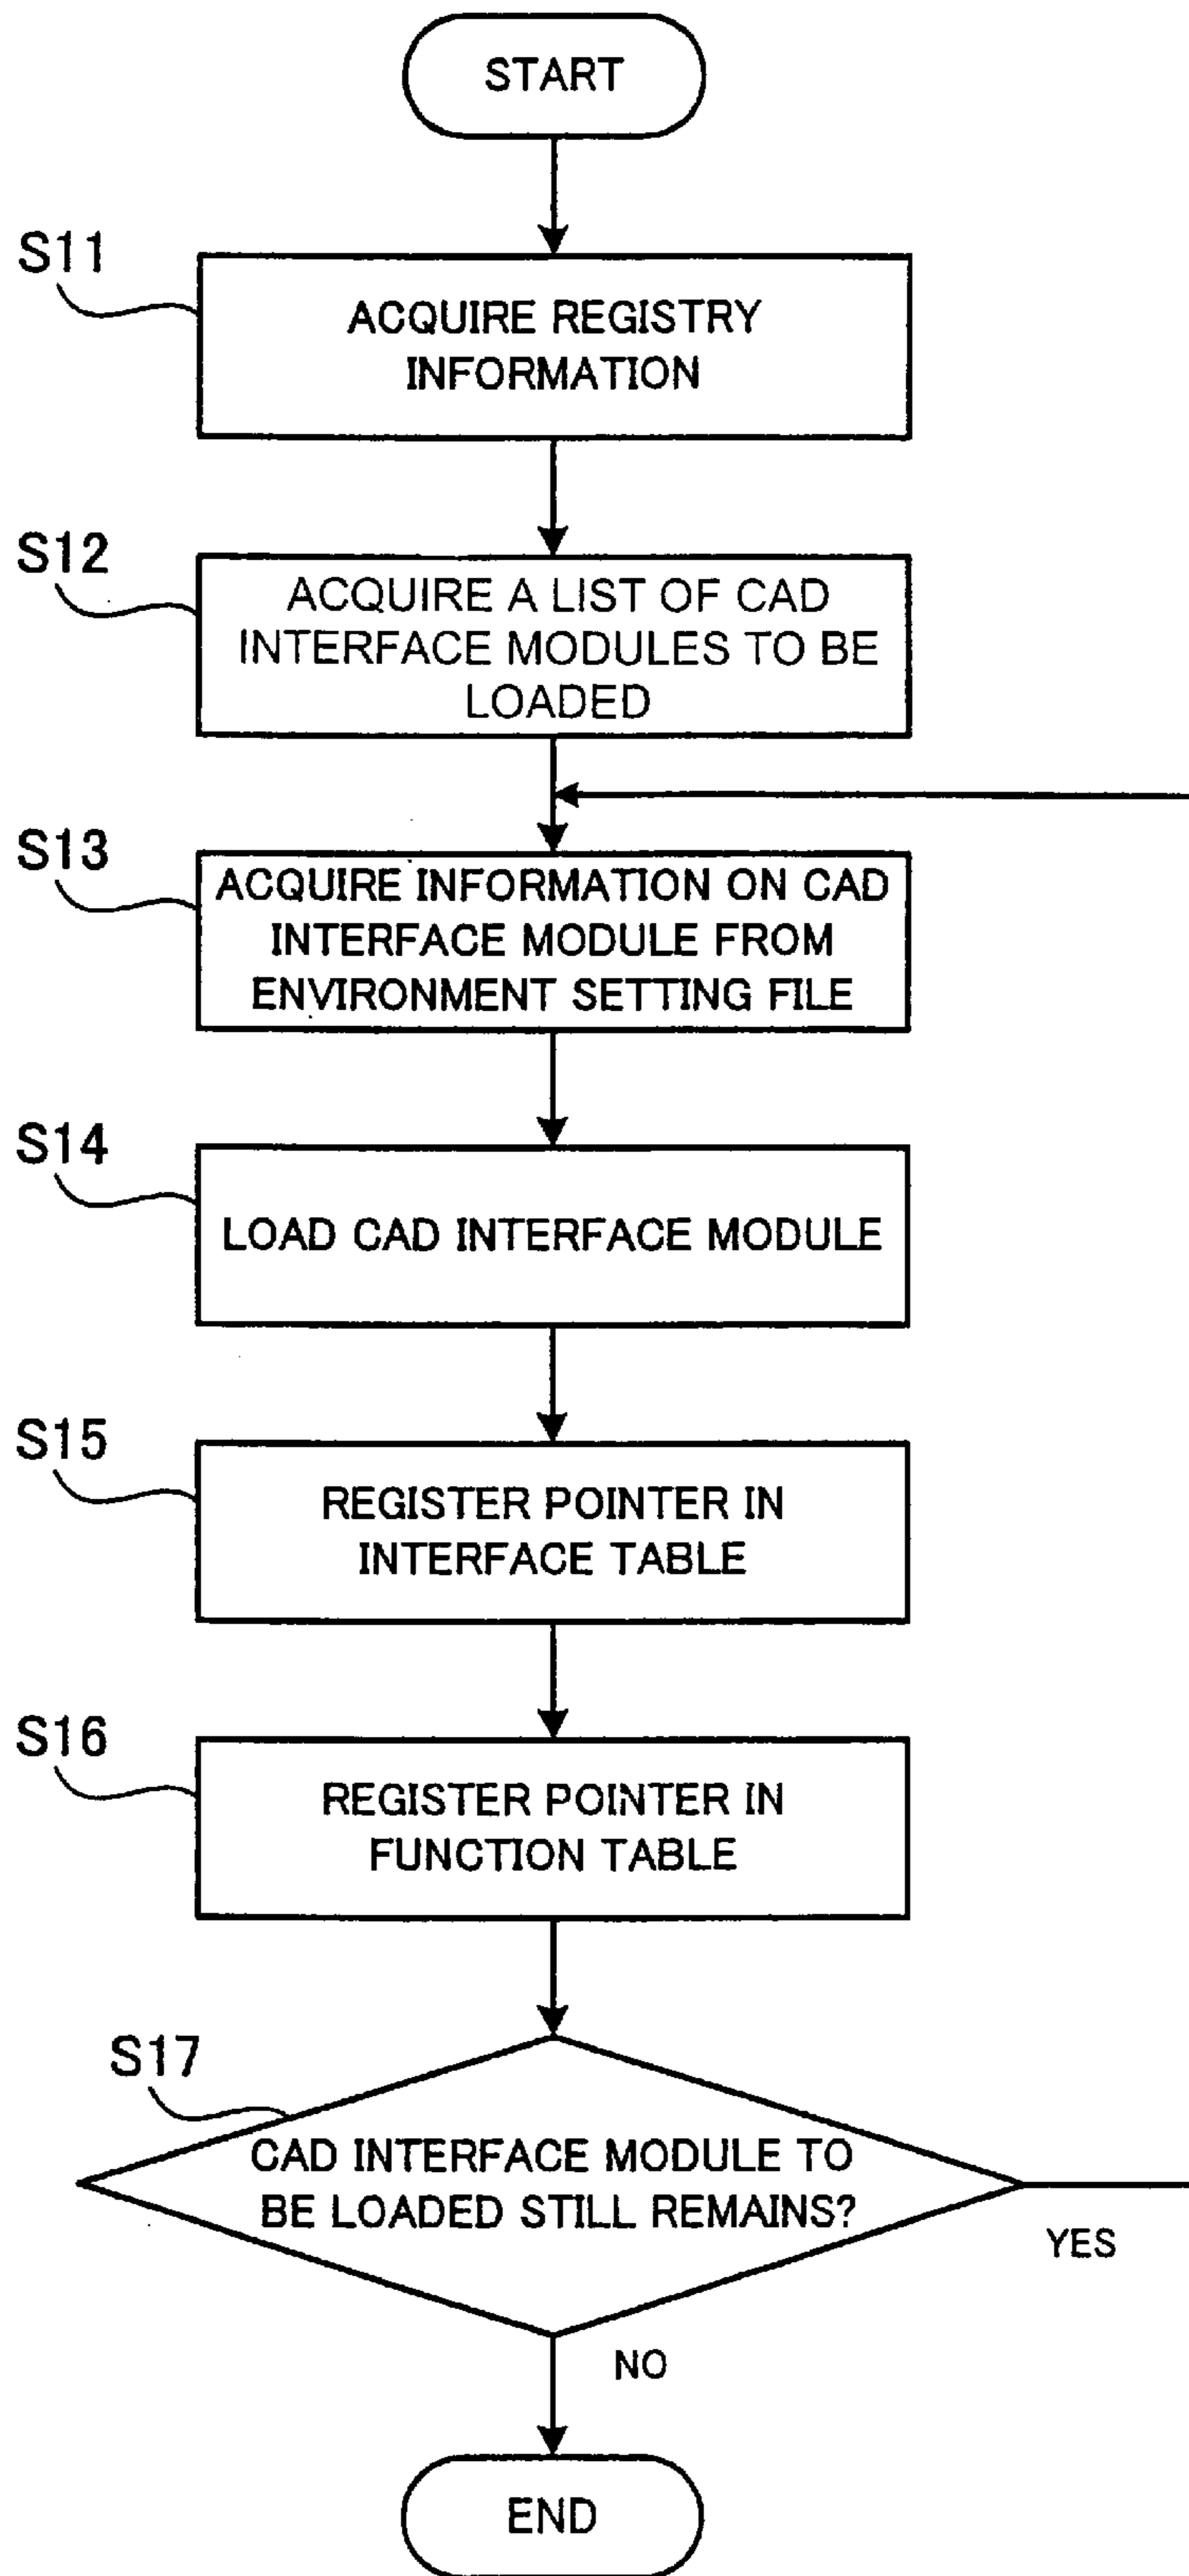 START
S11
ACQUIRE REGISTRY
INFORMATION
S12
ACQUIRE A LIST OF CAD
INTERFACE MODULES TO BE
LOADED
S13
ACQUIRE INFORMATION ON CAD
INTERFACE MODULE FROM
ENVIRONMENT SETTING FILE
S14
LOAD CAD INTERFACE MODULE
S15
REGISTER POINTER IN
INTERFACE TABLE
S16
REGISTER POINTER IN
FUNCTION TABLE
S17
CAD INTERFACE MODULE TO
BE LOADED STILL REMAINS?
YES
NO
END